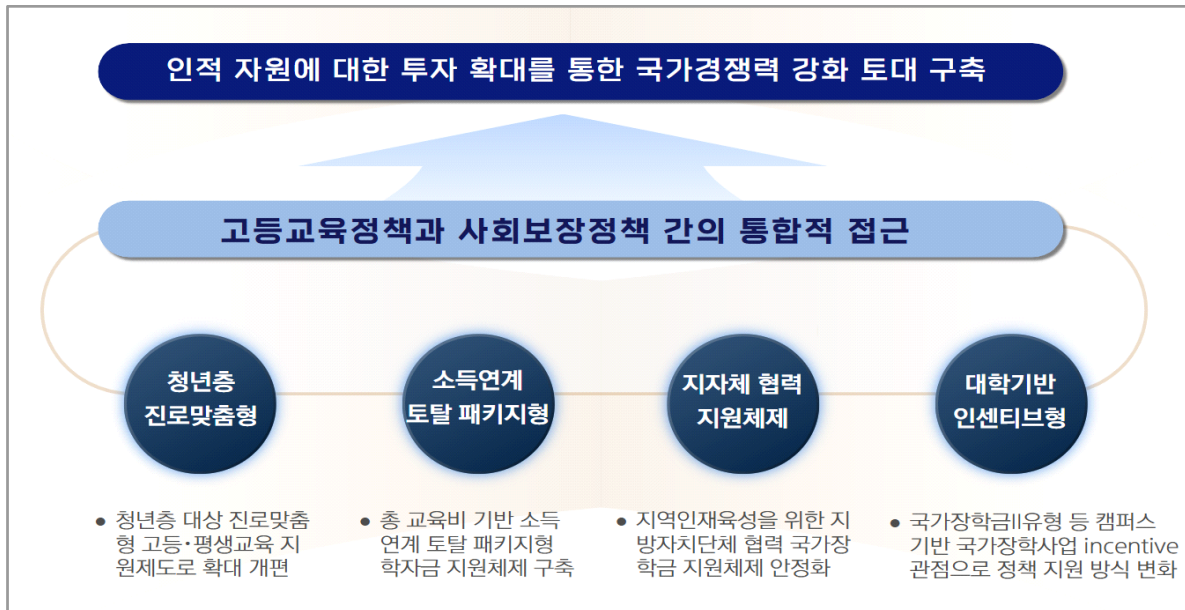 인적 자원에 대한 투자 확대를 통한 국가경쟁력 강화 토대 구축
고등교육정책과 사회보장정책 간의 통합적 접근
청년층
진로맞춤형
소득연계
토탈 패키지형
지자체 협력
지원체제
대학기반
인센티브형
• 청년층 대상 진로맞춤
형 고등·평생교육 지
원제도로 확대 개편
• 총 교육비 기반 소득
연계 토탈 패키지형
학자금 지원체제 구축
• 지역인재육성을 위한 지
방자치단체 협력 국가장
학금 지원체제 안정화
• 국가장학금II유형 등 캠퍼스
기반 국가장학사업 incentive
관점으로 정책 지원 방식 변화